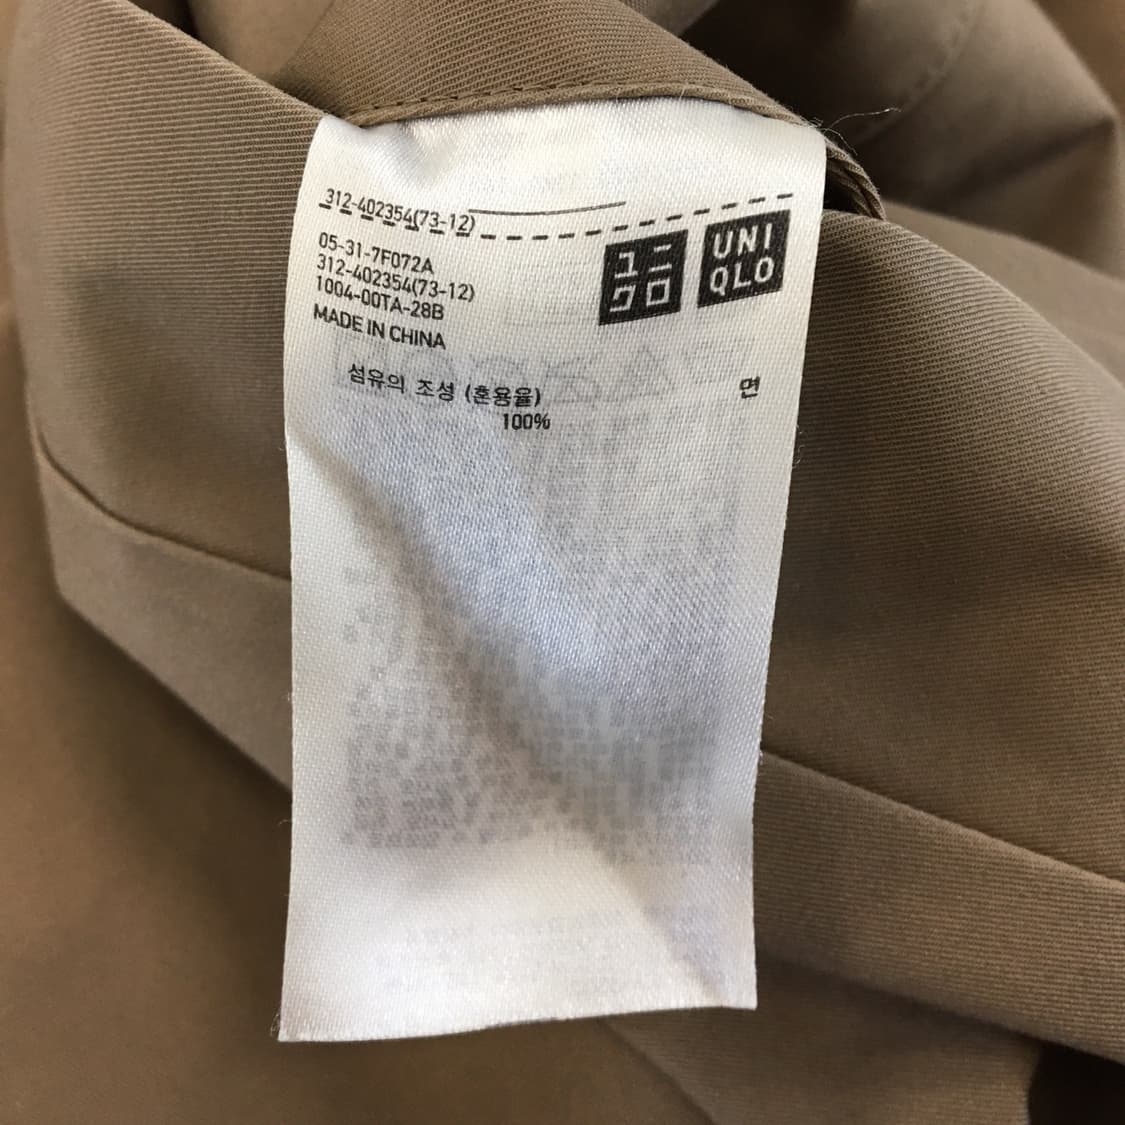 312-402354(73-12)
ユニ
クロ
UNI
QLO
05-31-7F072A
312-402354(73-12)
1004-00TA-28B
MADE IN CHINA
섬유의 조성 (혼용율) 면
100%